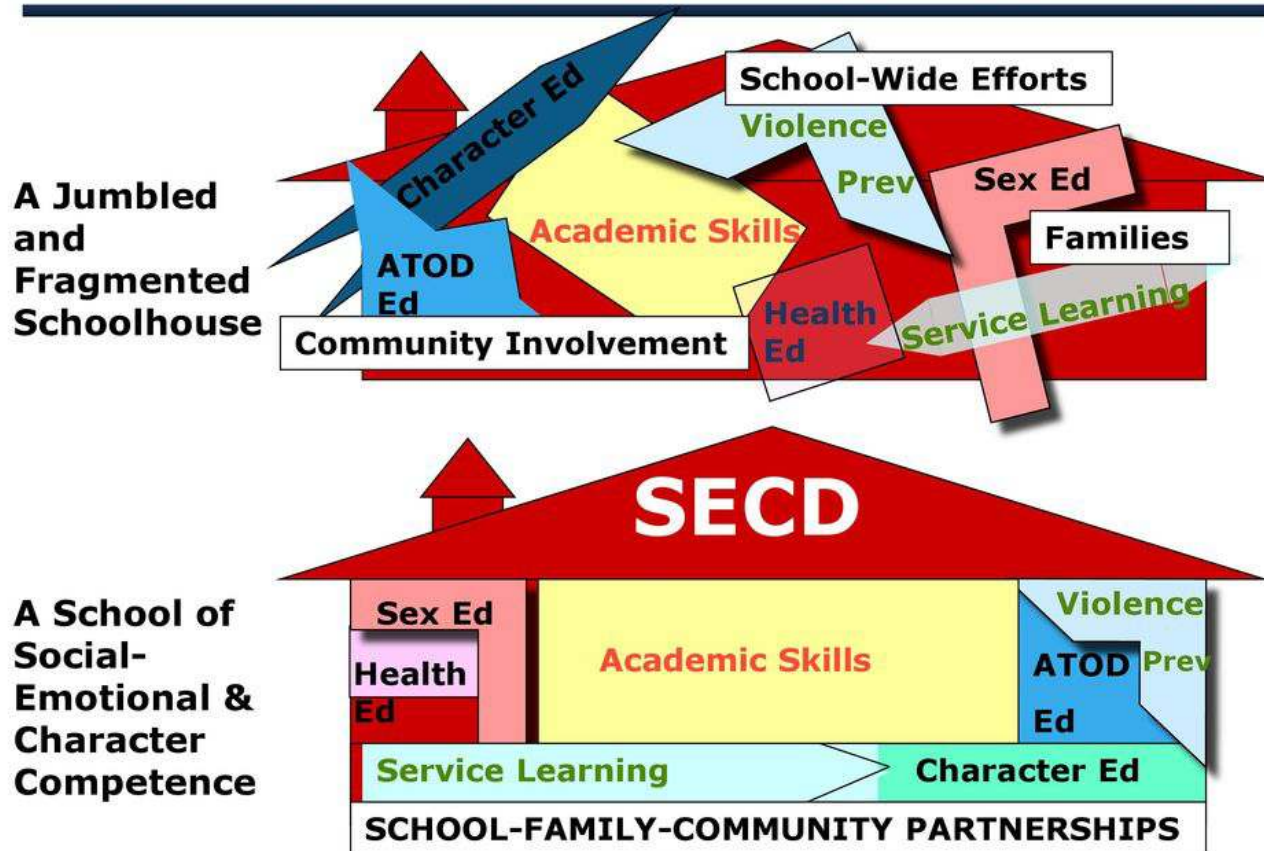 A Jumbled
and
Fragmented
Schoolhouse
Character Ed
School-Wide Efforts
Violence
Prev
Sex Ed
Families
Academic Skills
ATOD
Ed
Health
Ed
Service Learning
Community Involvement
SECD
A School of
Social-
Emotional &
Character
Competence
Sex Ed
Health
Ed
Academic Skills
Violence
Prev
ATOD
Ed
Service Learning
Character Ed
SCHOOL-FAMILY-COMMUNITY PARTNERSHIPS